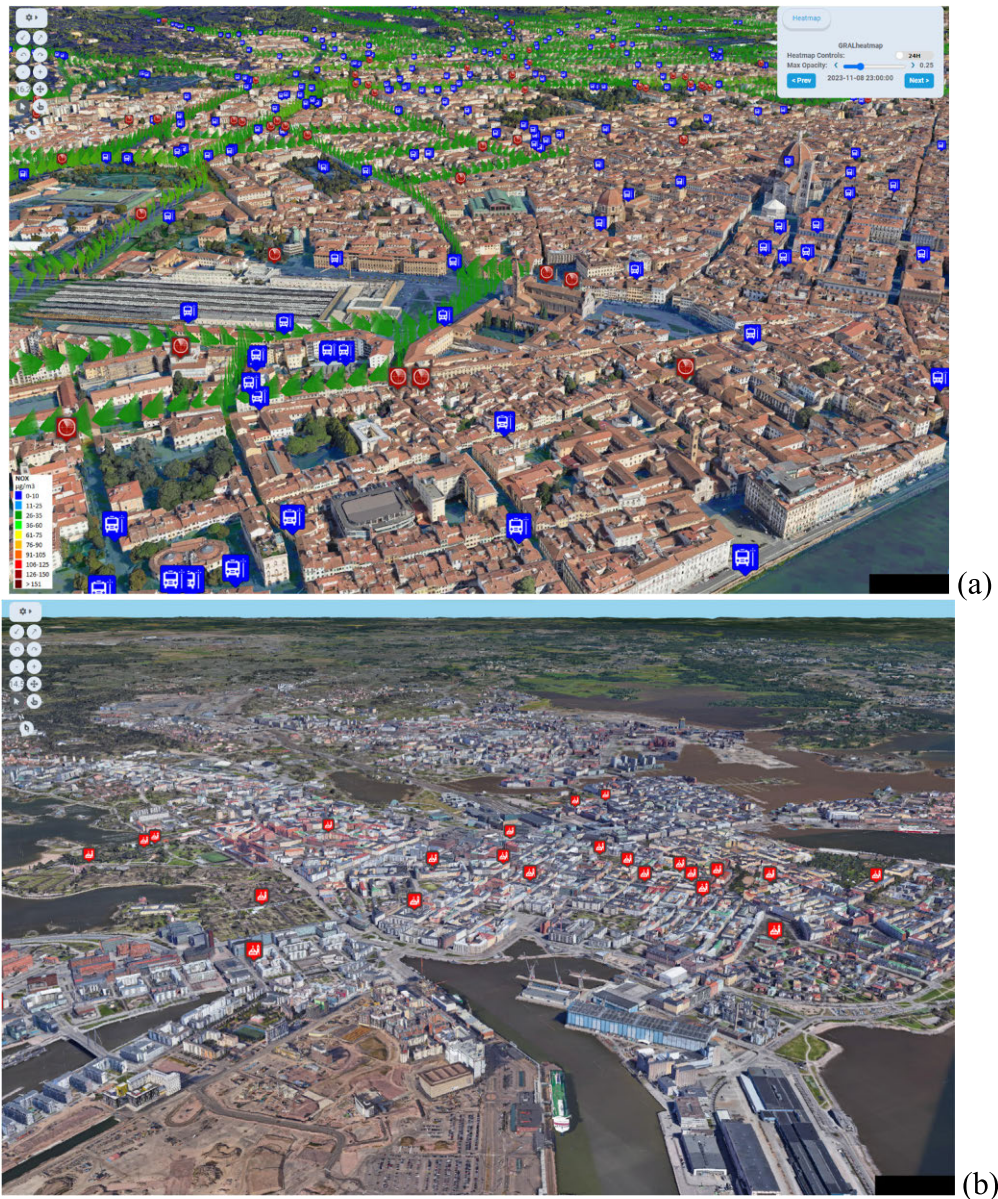 Heatmap
GRALheatmap
Heatmap Controls: 24H
Max Opacity: < > 0.25
< Prev 2023-11-08 23:00:00 Next >
NOX
µg/m3
0-10
11-25
26-35
36-60
61-75
76-90
91-105
106-125
126-150
> 151
(a)
(b)